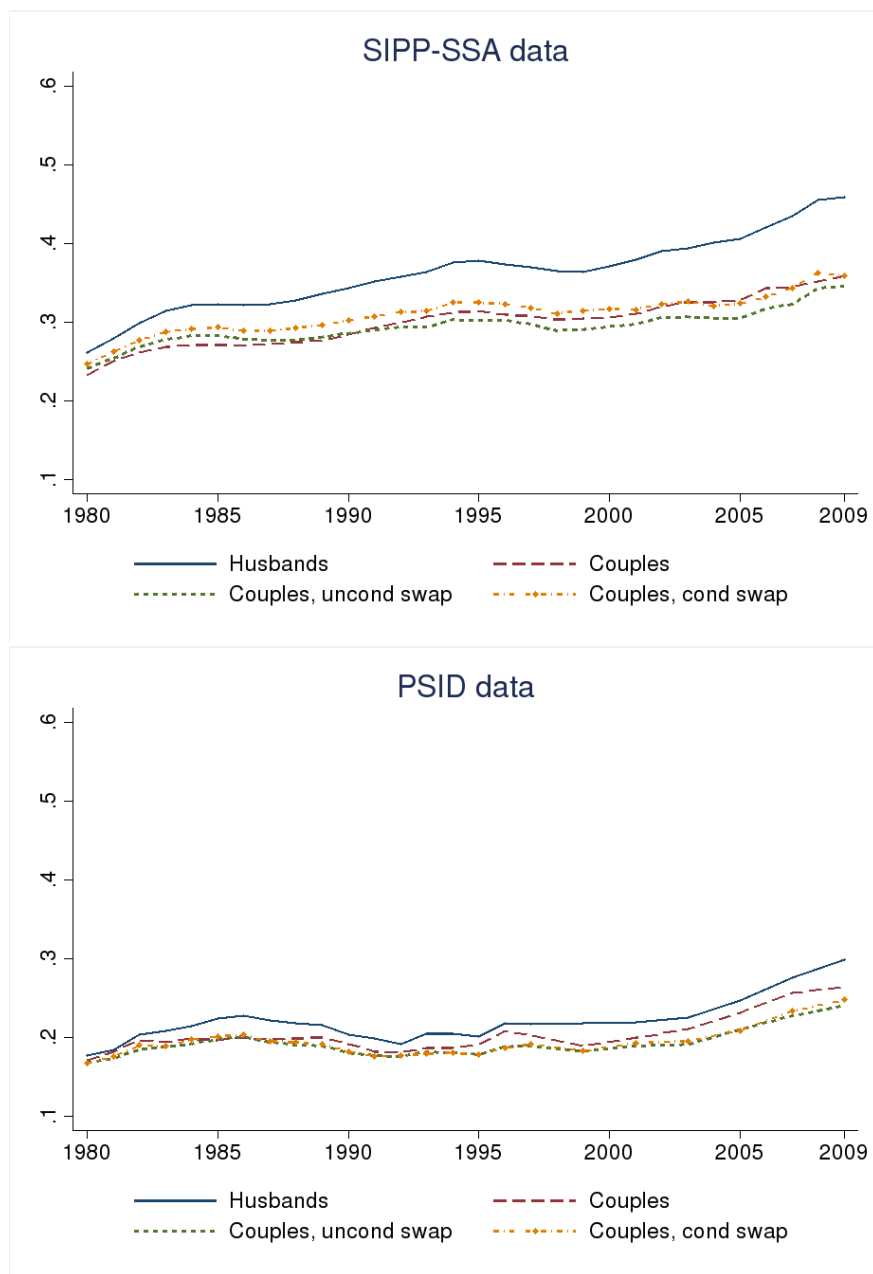 SIPP-SSA data
.6
.5
.4
.3
.2
.1
1980 1985 1990 1995 2000 2005 2009
Husbands Couples
Couples, uncond swap Couples, cond swap
PSID data
.6
.5
.4
.3
.2
.1
1980 1985 1990 1995 2000 2005 2009
Husbands Couples
Couples, uncond swap Couples, cond swap